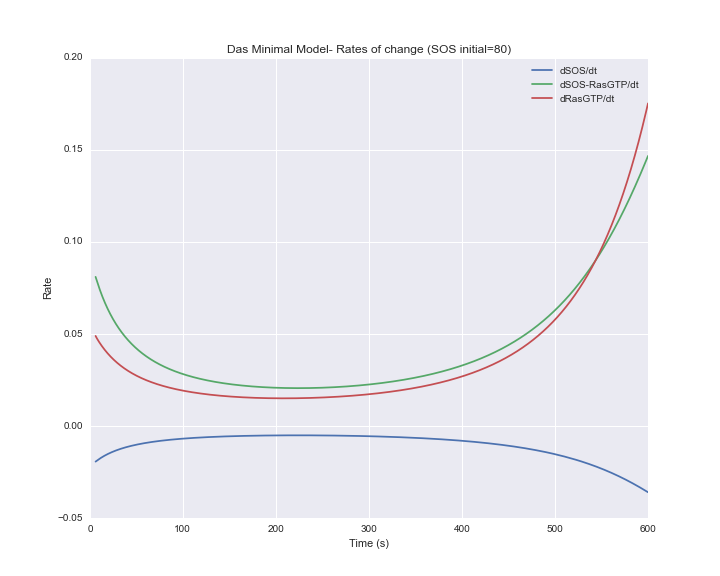 Das Minimal Model- Rates of change (SOS initial=80)
dSOS/dt
dSOS-RasGTP/dt
dRasGTP/dt
0.20
0.15
0.10
0.05
0.00
−0.05
Rate
0 100 200 300 400 500 600
Time (s)